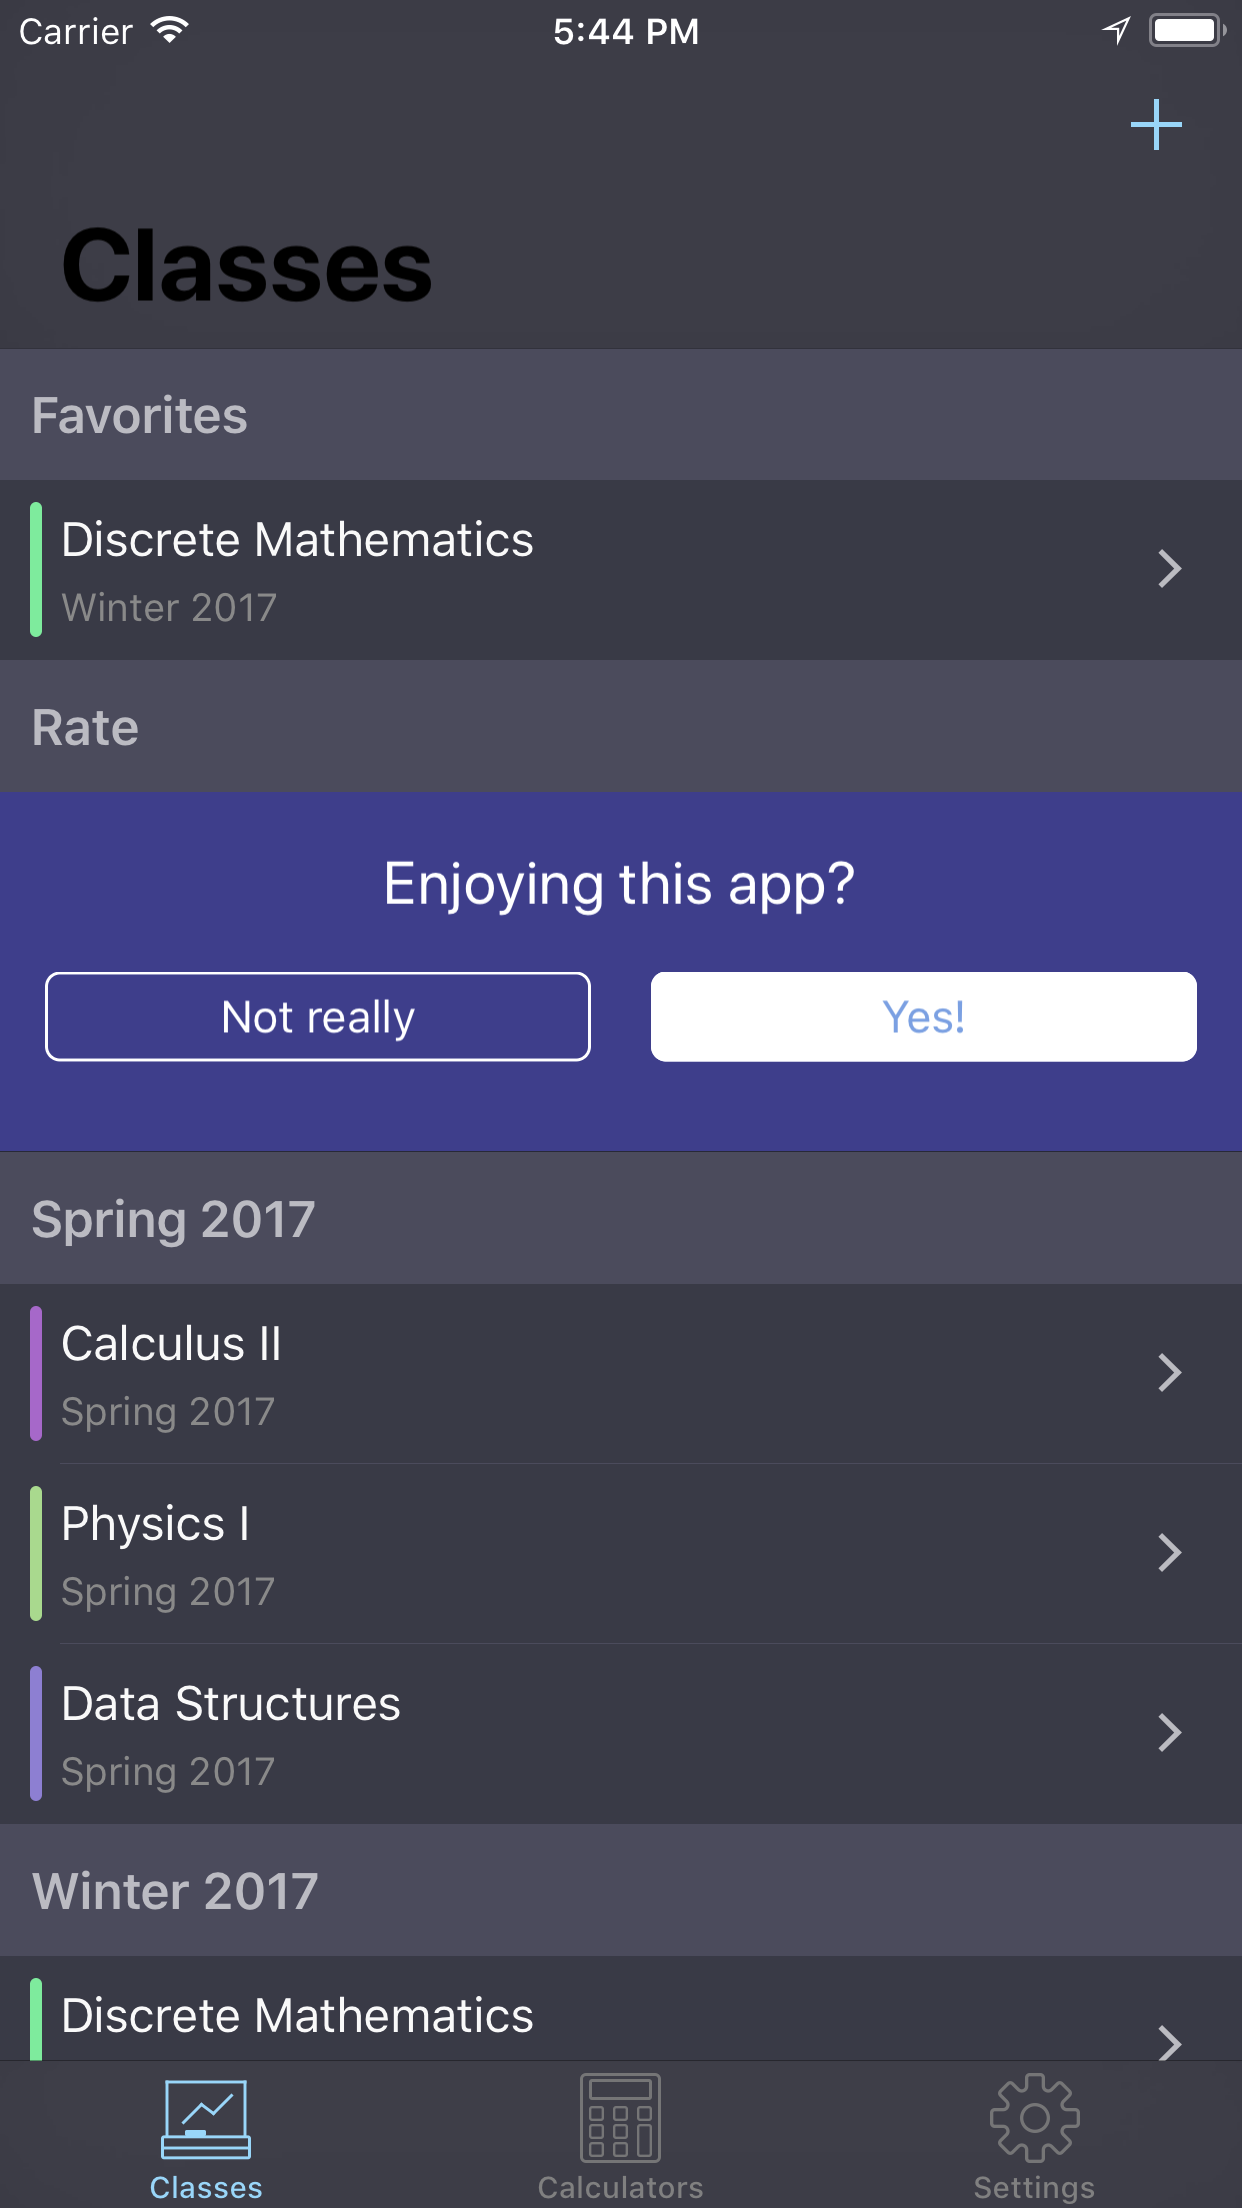 Carrier 5:44 PM
Classes
Favorites
Discrete Mathematics
Winter 2017
Rate
Enjoying this app?
Not really Yes!
Spring 2017
Calculus II
Spring 2017
Physics I
Spring 2017
Data Structures
Spring 2017
Winter 2017
Discrete Mathematics
Classes Calculators Settings